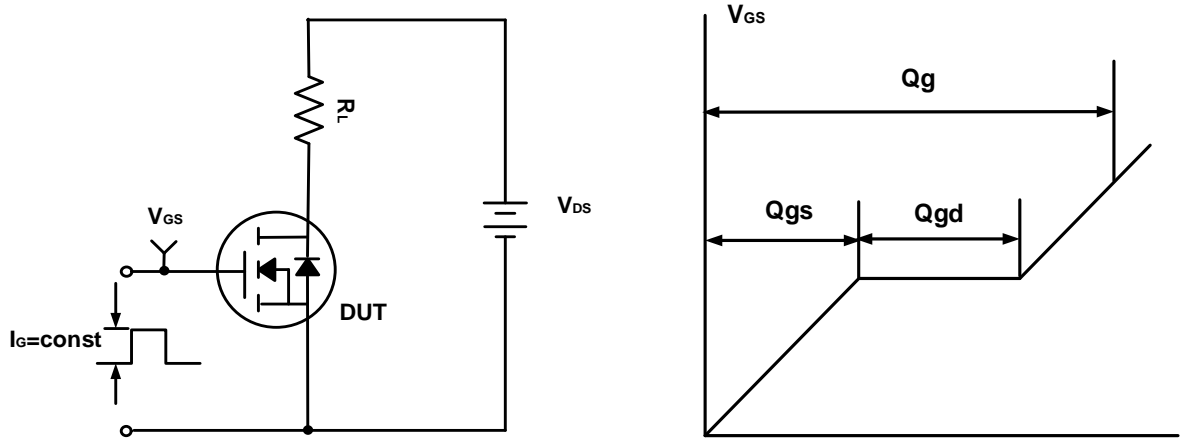 RL
VDS
VGS
DUT
IG=const
VGS
Qg
Qgs
Qgd